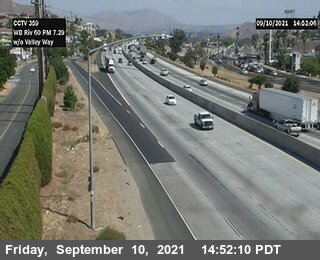 CCTV 359
WB Riv 60 PM 7.29
w/o Valley Way
09/10/2021 14:52:06
Friday, September 10, 2021 14:52:10 PDT